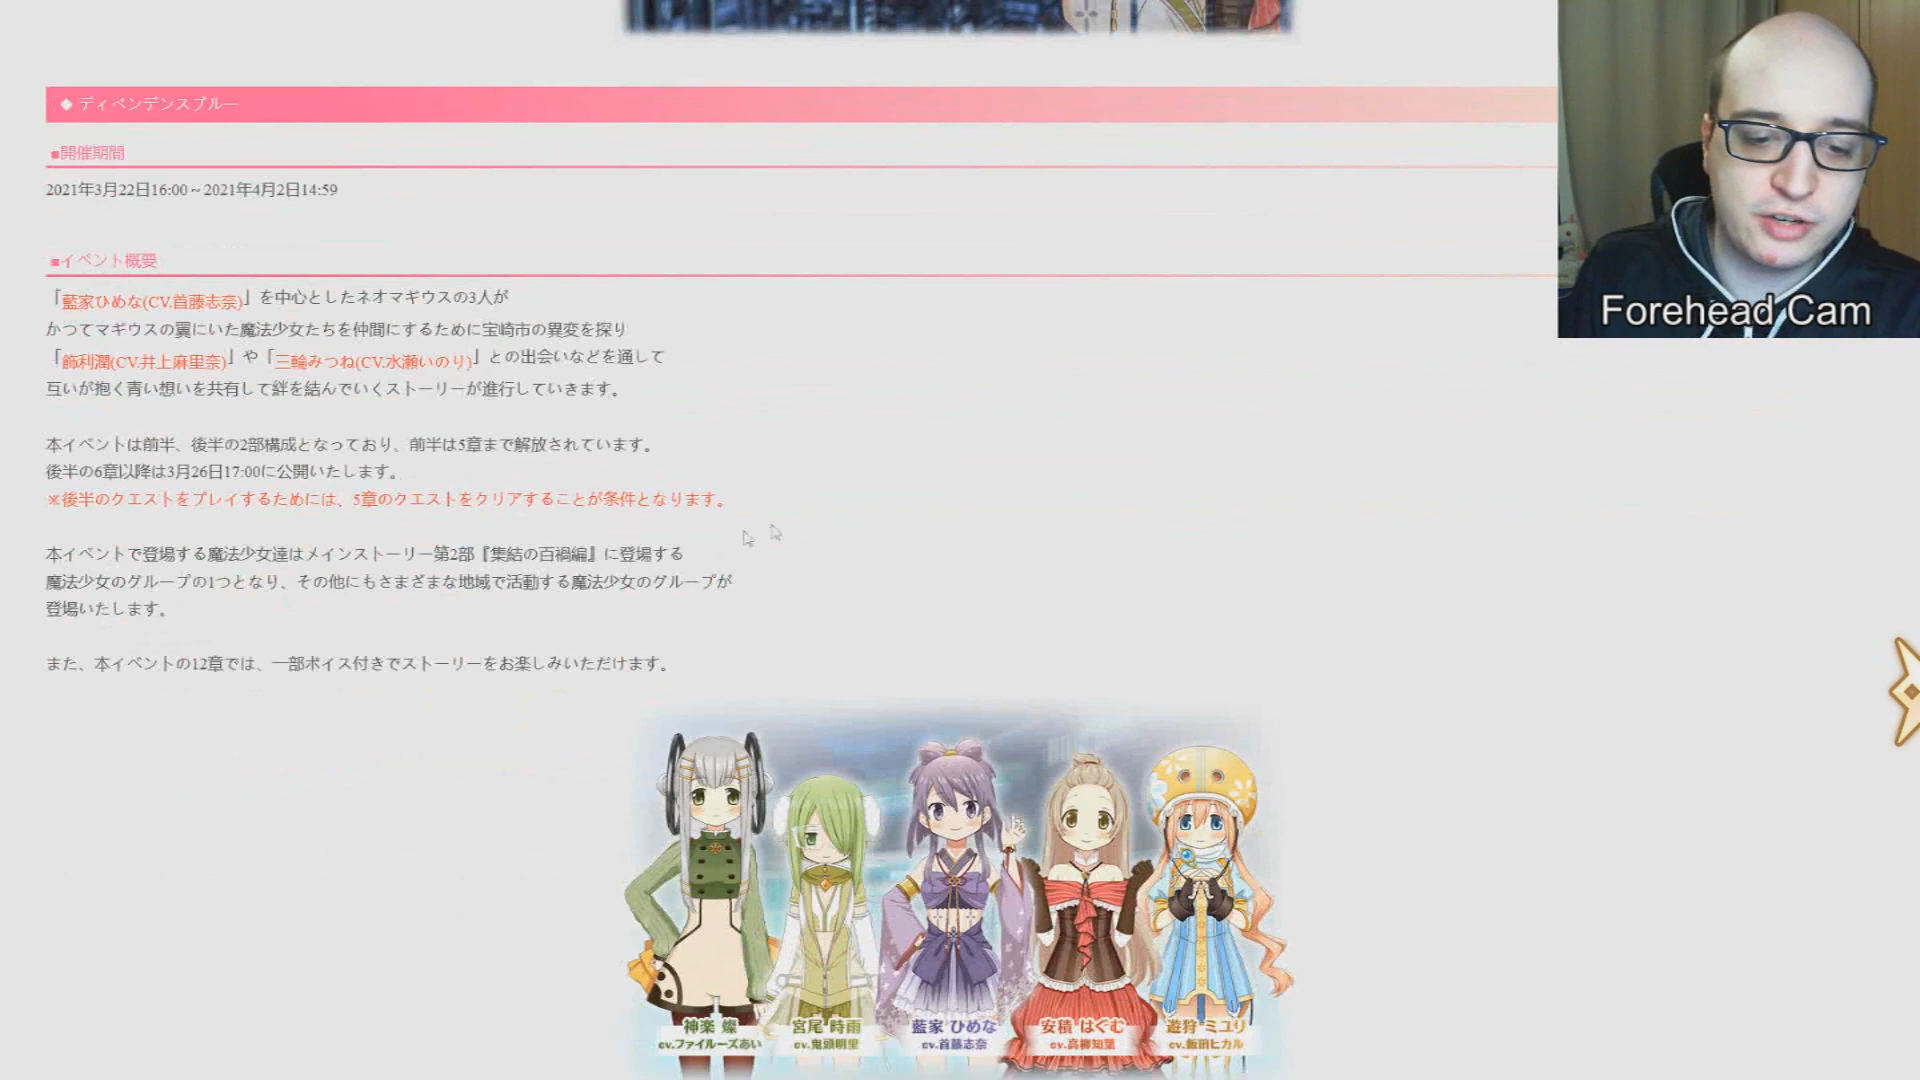 ◆ ディペンデンスブルー
■開催期間
2021年3月22日16:00～2021年4月2日14:59
■イベント概要
「藍家ひめな(CV.首藤志奈)」を中心としたネオマギウスの3人が
かつてマギウスの翼にいた魔法少女たちを仲間にするために宝崎市の異変を探り
「飾利潤(CV.井上麻里奈)」や「三輪みつね(CV.水瀬いのり)」との出会いなどを通して
互いが抱く青い想いを共有して絆を結んでいくストーリーが進行していきます。
本イベントは前半、後半の2部構成となっており、前半は5章まで解放されています。
後半の6章以降は3月26日17:00に公開いたします。
※後半のクエストをプレイするためには、5章のクエストをクリアすることが条件となります。
本イベントで登場する魔法少女達はメインストーリー第2部『集結の百禍編』に登場する
魔法少女のグループの1つとなり、その他にもさまざまな地域で活動する魔法少女のグループが
登場いたします。
また、本イベントの12章では、一部ボイス付きでストーリーをお楽しみいただけます。
神楽 燦
cv.ファイルーズあい
宮尾 時雨
cv.鬼頭明里
藍家 ひめな
cv.首藤志奈
安積 はぐむ
cv.高柳知葉
遊狩 ミユリ
cv.飯田ヒカル
Forehead Cam